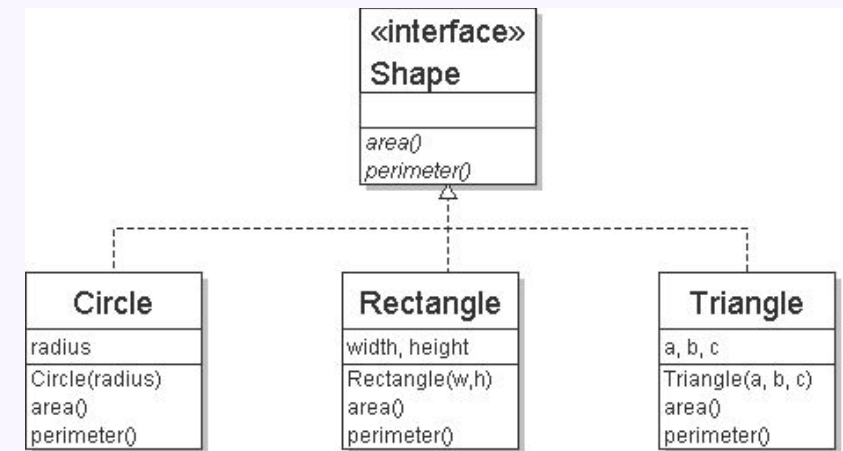 «interface»
Shape
area()
perimeter()
Circle
radius
Circle(radius)
area()
perimeter()
Rectangle
width, height
Rectangle(w,h)
area()
perimeter()
Triangle
a, b, c
Triangle(a, b, c)
area()
perimeter()